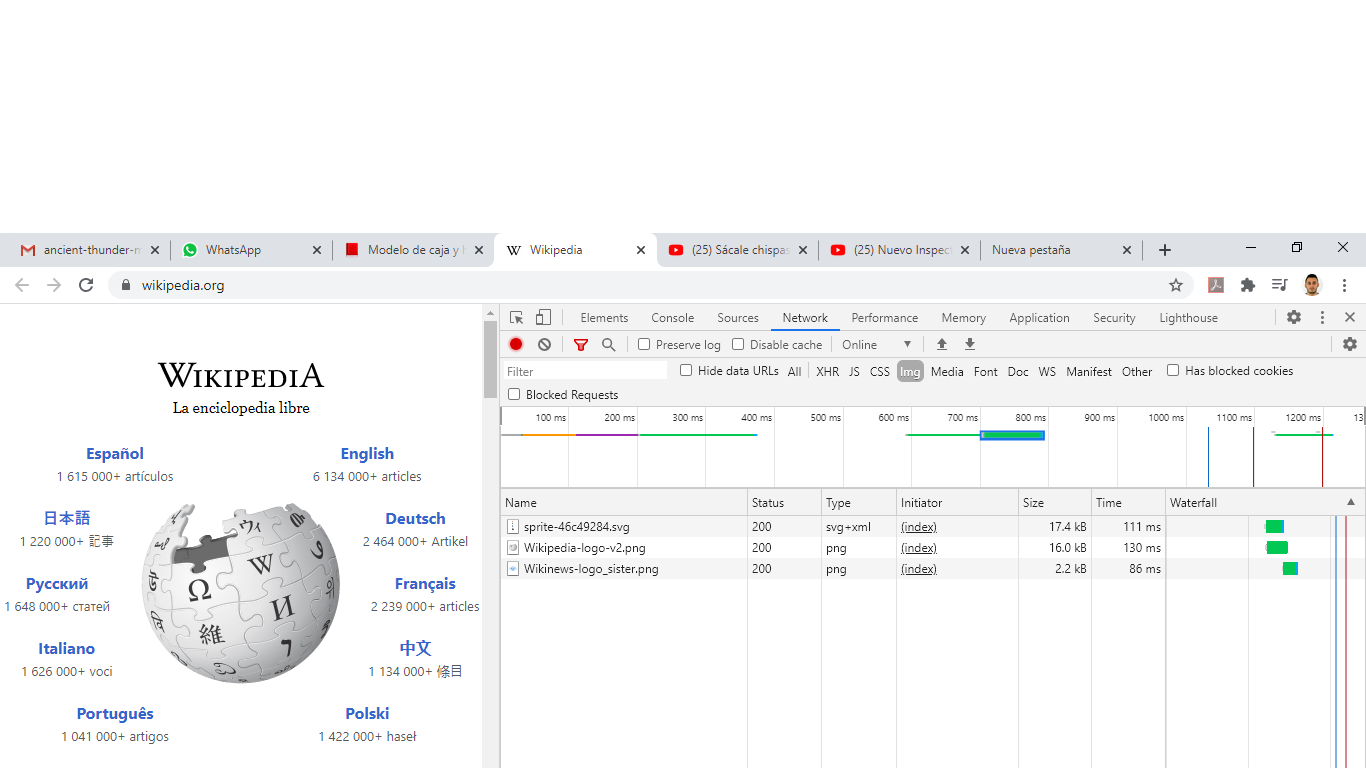 ancient-thunder-m
WhatsApp
Modelo de caja y
Wikipedia
(25) Sácale chispas
(25) Nuevo Inspec
Nueva pestaña
wikipedia.org
WIKIPEDIA
La enciclopedia libre
Español
1 615 000+ artículos
English
6 134 000+ articles
日本語
1 220 000+ 記事
Deutsch
2 464 000+ Artikel
Русский
1 648 000+ статей
Français
2 239 000+ articles
Italiano
1 626 000+ voci
中文
1 134 000+ 條目
Português
1 041 000+ artigos
Polski
1 422 000+ haseł
Ω W И 維 ウィ 7
Elements Console Sources Network Performance Memory Application Security Lighthouse
Preserve log Disable cache Online
Filter Hide data URLs All XHR JS CSS Img Media Font Doc WS Manifest Other Has blocked cookies
Blocked Requests
100 ms 200 ms 300 ms 400 ms 500 ms 600 ms 700 ms 800 ms 900 ms 1000 ms 1100 ms 1200 ms 13
Name Status Type Initiator Size Time Waterfall
sprite-46c49284.svg 200 svg+xml (index) 17.4 kB 111 ms
Wikipedia-logo-v2.png 200 png (index) 16.0 kB 130 ms
Wikinews-logo_sister.png 200 png (index) 2.2 kB 86 ms